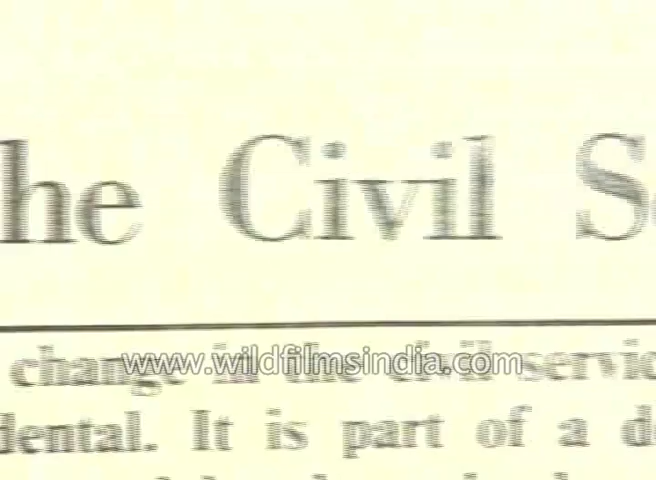 he Civil S
change in the civil servic
www.wildfilmsindia.com
dental. It is part of a d